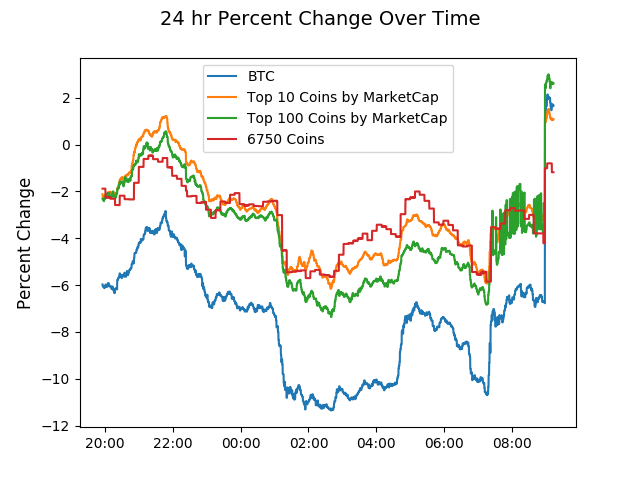 24 hr Percent Change Over Time
Percent Change
2
0
−2
−4
−6
−8
−10
−12
BTC
Top 10 Coins by MarketCap
Top 100 Coins by MarketCap
6750 Coins
20:00 22:00 00:00 02:00 04:00 06:00 08:00